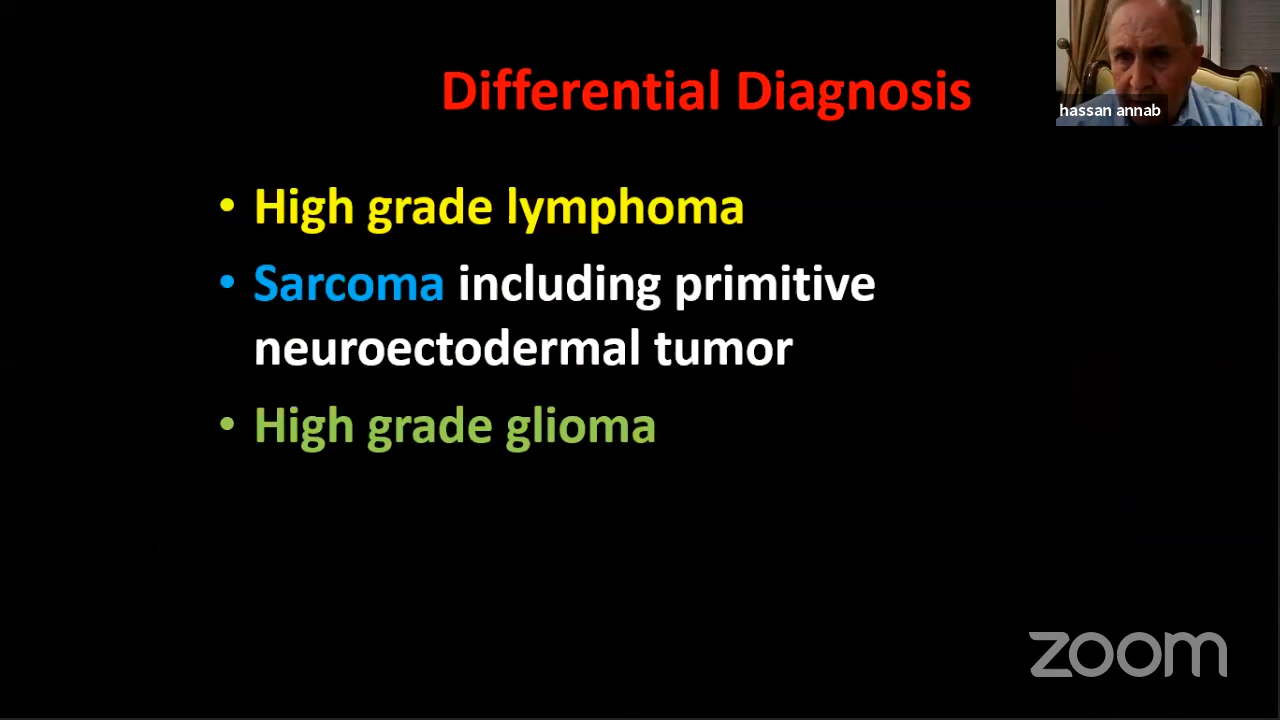 Differential Diagnosis
hassan annab
• High grade lymphoma
• Sarcoma including primitive
neuroectodermal tumor
• High grade glioma
zoom